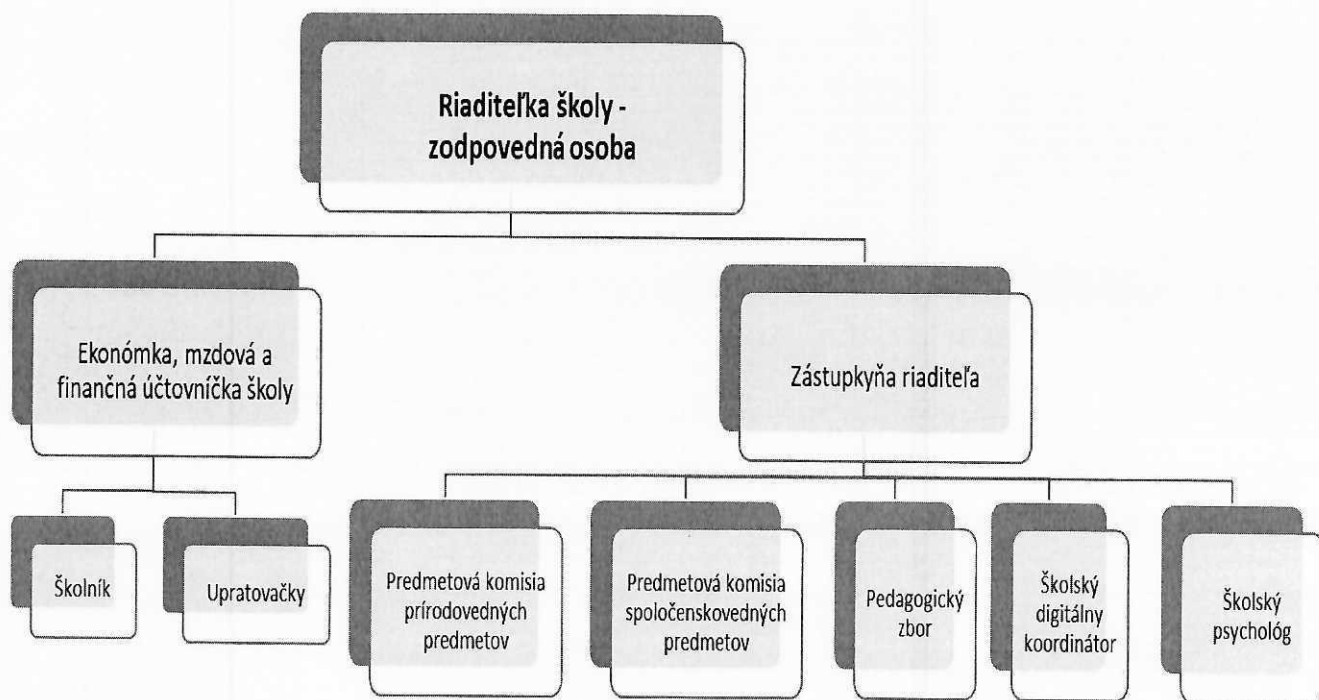 Riaditeľka školy -
zodpovedná osoba
Ekonómka, mzdová a
finančná účtovníčka školy
Zástupkyňa riaditeľa
Školník
Upratovačky
Predmetová komisia
prírodovedných
predmetov
Predmetová komisia
spoločenskovedných
predmetov
Pedagogický
zbor
Školský
digitálny
koordinátor
Školský
psychológ